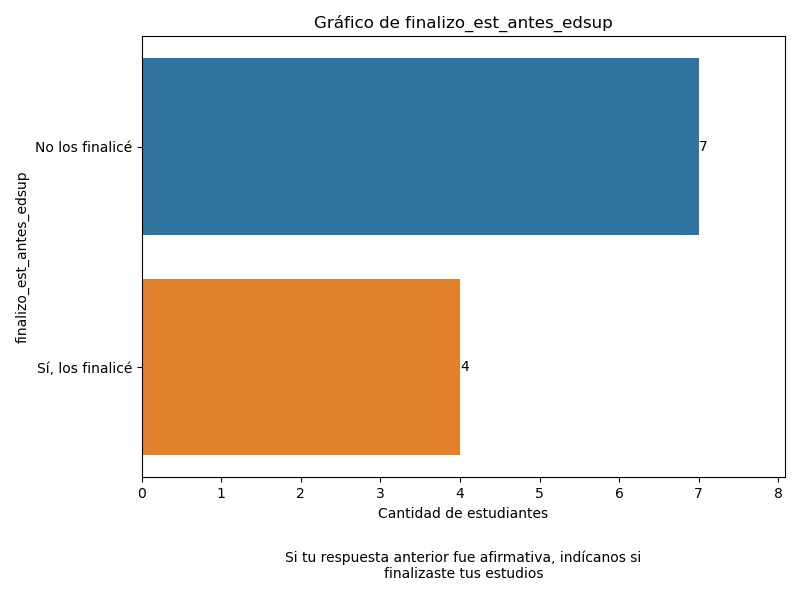 Gráfico de finalizo_est_antes_edsup
finalizo_est_antes_edsup
No los finalicé
7
Sí, los finalicé
4
0 1 2 3 4 5 6 7 8
Cantidad de estudiantes
Si tu respuesta anterior fue afirmativa, indícanos si
finalizaste tus estudios